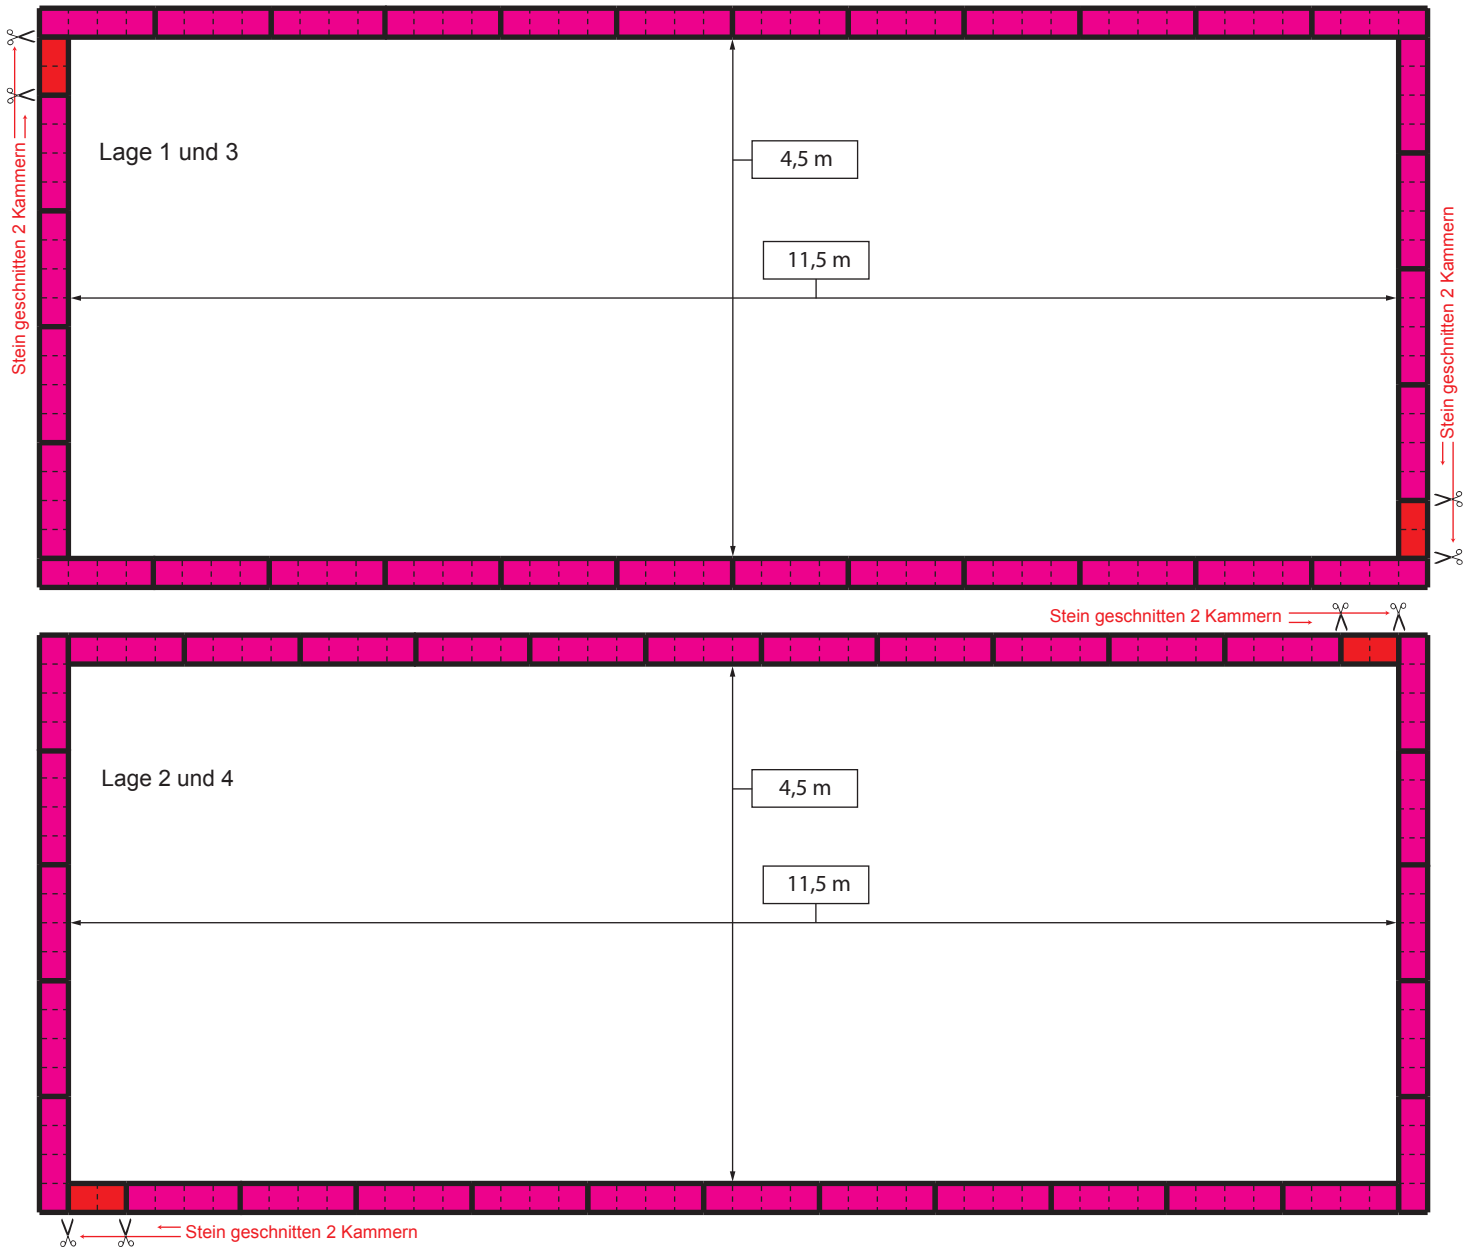 Stein geschnitten 2 Kammern
Lage 1 und 3
4,5 m
11,5 m
Stein geschnitten 2 Kammern
Stein geschnitten 2 Kammern
Lage 2 und 4
4,5 m
11,5 m
Stein geschnitten 2 Kammern